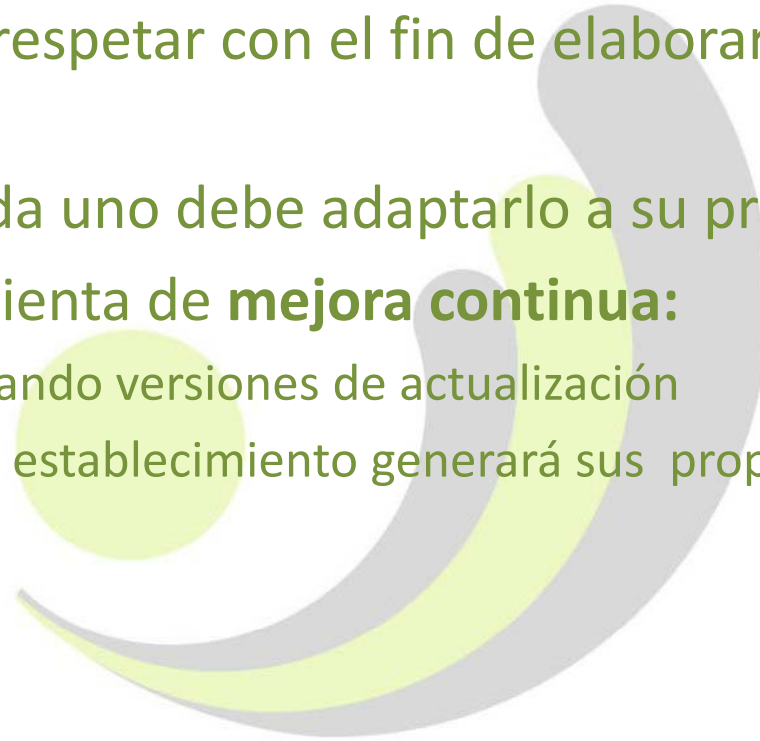 respetar con el fin de elaborar
da uno debe adaptarlo a su pr
ienta de mejora continua:
ando versiones de actualización
establecimiento generará sus prop